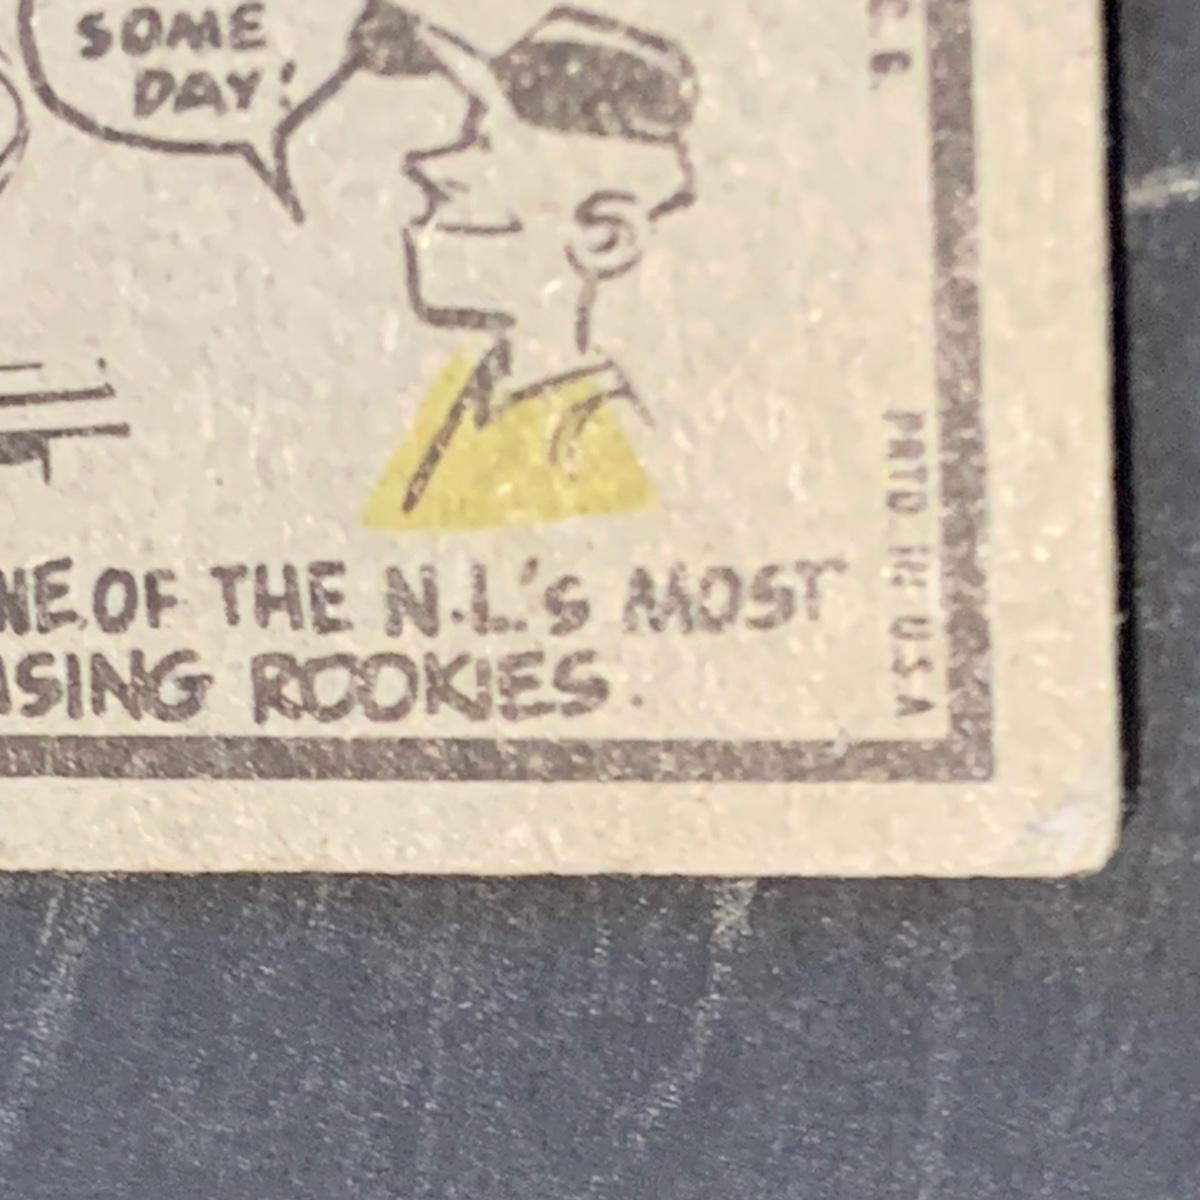 SOME
DAY!
NE OF THE N.L.'s MOST
ISING ROOKIES.
PRTD. IN U.S.A